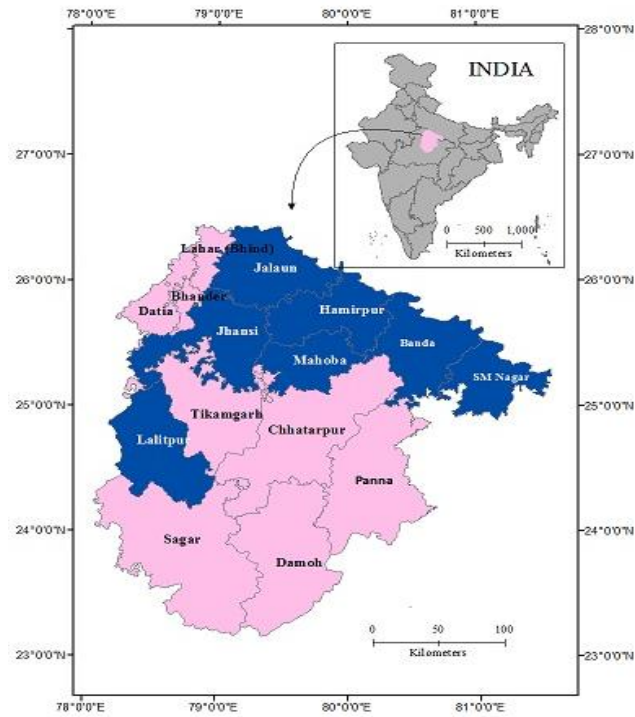 78°0'0"E 79°0'0"E 80°0'0"E 81°0'0"E
28°0'0"N
INDIA
27°0'0"N 27°0'0"N
0 500 1,000
Kilometers
Lahar (Bhind)
Jalaun
26°0'0"N 26°0'0"N
Bhander
Datia
Hamirpur
Jhansi
Banda
Mahoba
SM Nagar
25°0'0"N 25°0'0"N
Tikamgarh
Chhatarpur
Lalitpur
Panna
24°0'0"N 24°0'0"N
Sagar
Damoh
0 50 100
Kilometers
23°0'0"N 23°0'0"N
78°0'0"E 79°0'0"E 80°0'0"E 81°0'0"E